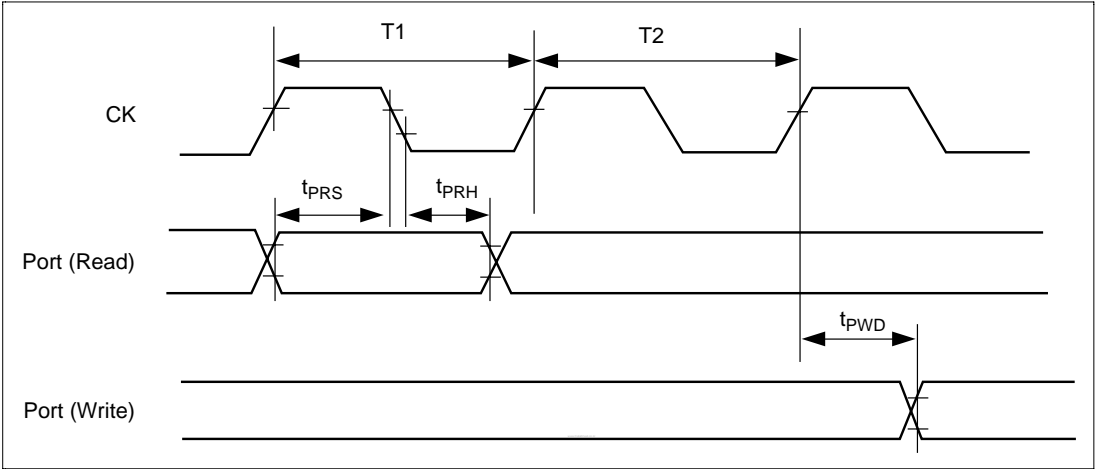 T1
T2
CK
tPRS
tPRH
Port (Read)
tPWD
Port (Write)